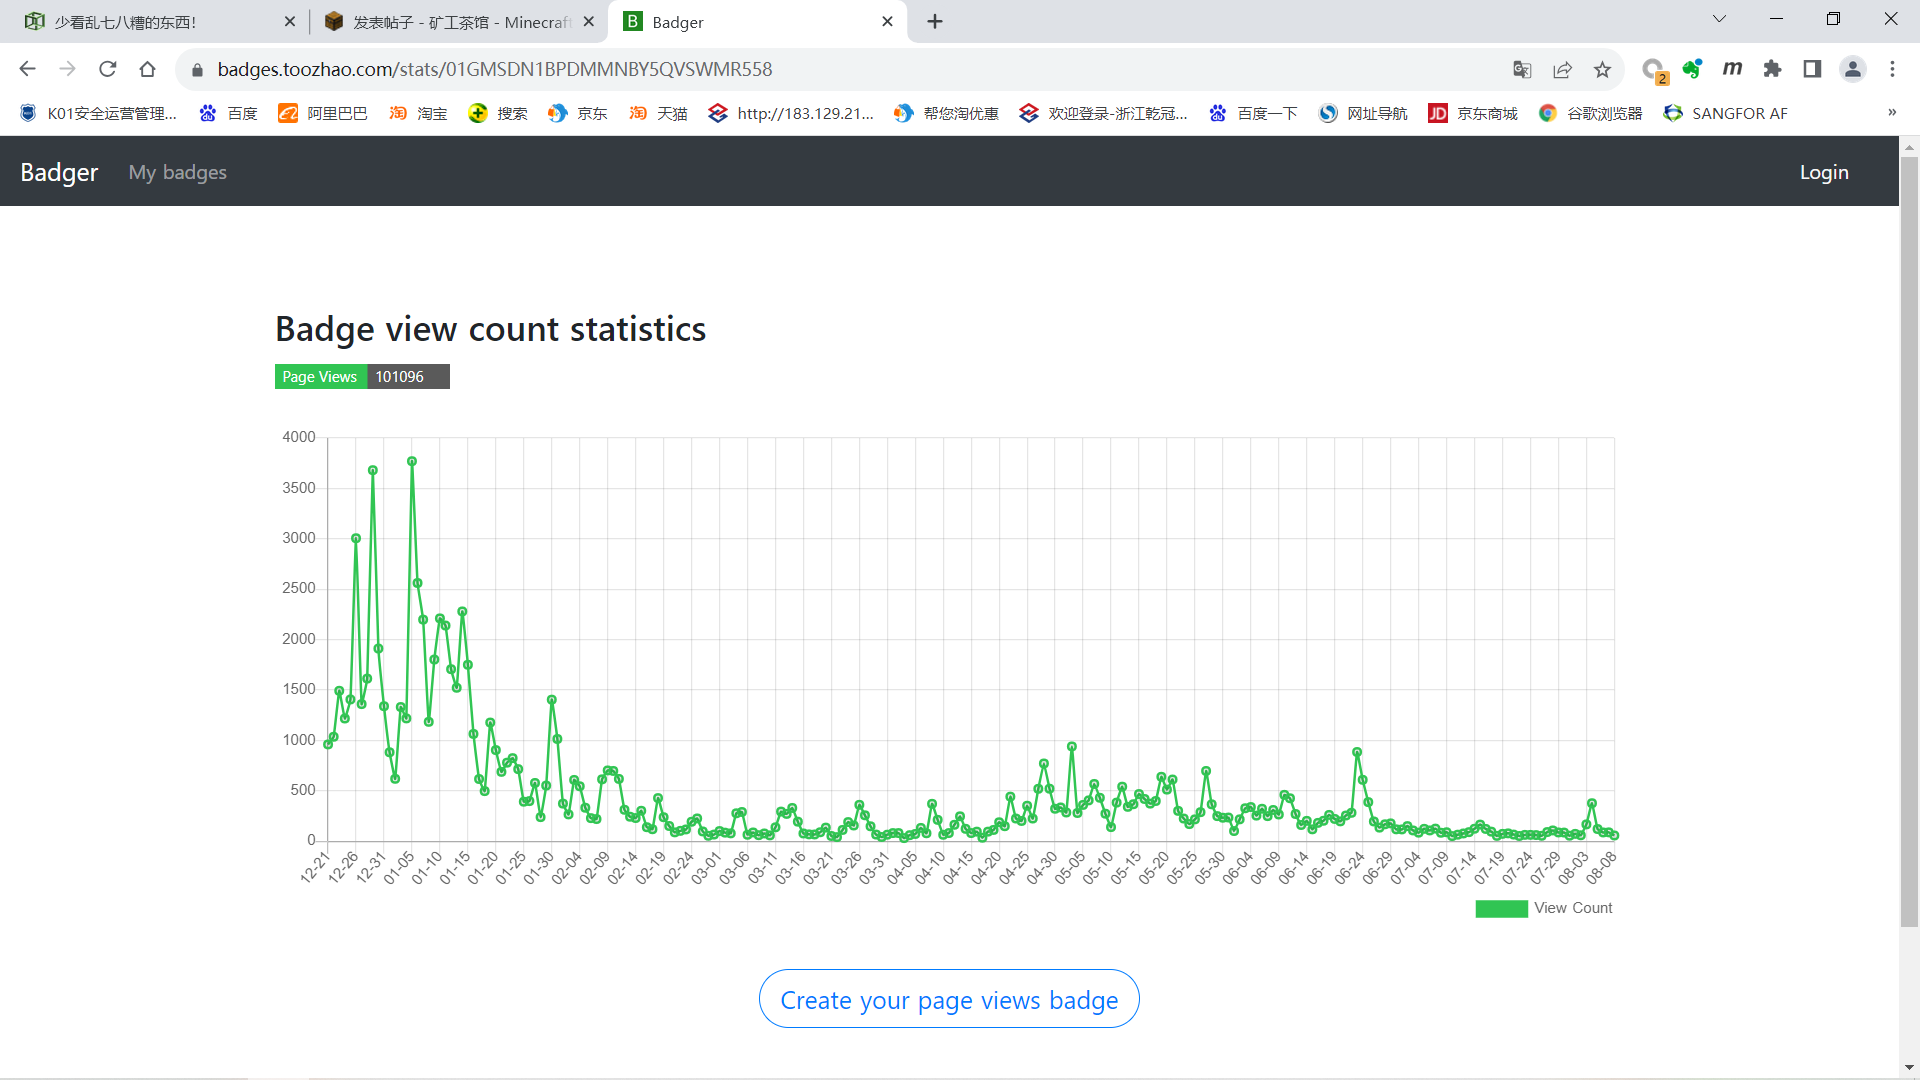 少看乱七八糟的东西!
发表帖子 - 矿工茶馆 - Minecraft
Badger
badges.toozhao.com/stats/01GMSDN1BPDMMNBY5QVSWMR558
2
K01安全运营管理...
百度
阿里巴巴
淘宝
搜索
京东
天猫
http://183.129.21...
帮您淘优惠
欢迎登录-浙江乾冠...
百度一下
网址导航
京东商城
谷歌浏览器
SANGFOR AF
»
Badger
My badges
Login
Badge view count statistics
Page Views 101096
4000
3500
3000
2500
2000
1500
1000
500
0
12-21 12-26 12-31 01-05 01-10 01-15 01-20 01-25 01-30 02-04 02-09 02-14 02-19 02-24 03-01 03-06 03-11 03-16 03-21 03-26 03-31 04-05 04-10 04-15 04-20 04-25 04-30 05-05 05-10 05-15 05-20 05-25 05-30 06-04 06-09 06-14 06-19 06-24 06-29 07-04 07-09 07-14 07-19 07-24 07-29 08-03 08-08
View Count
Create your page views badge